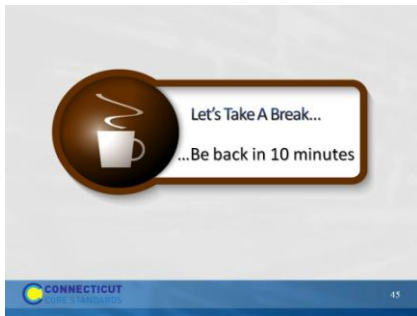 Let's Take A Break...
...Be back in 10 minutes
CONNECTICUT
CORE STANDARDS
45